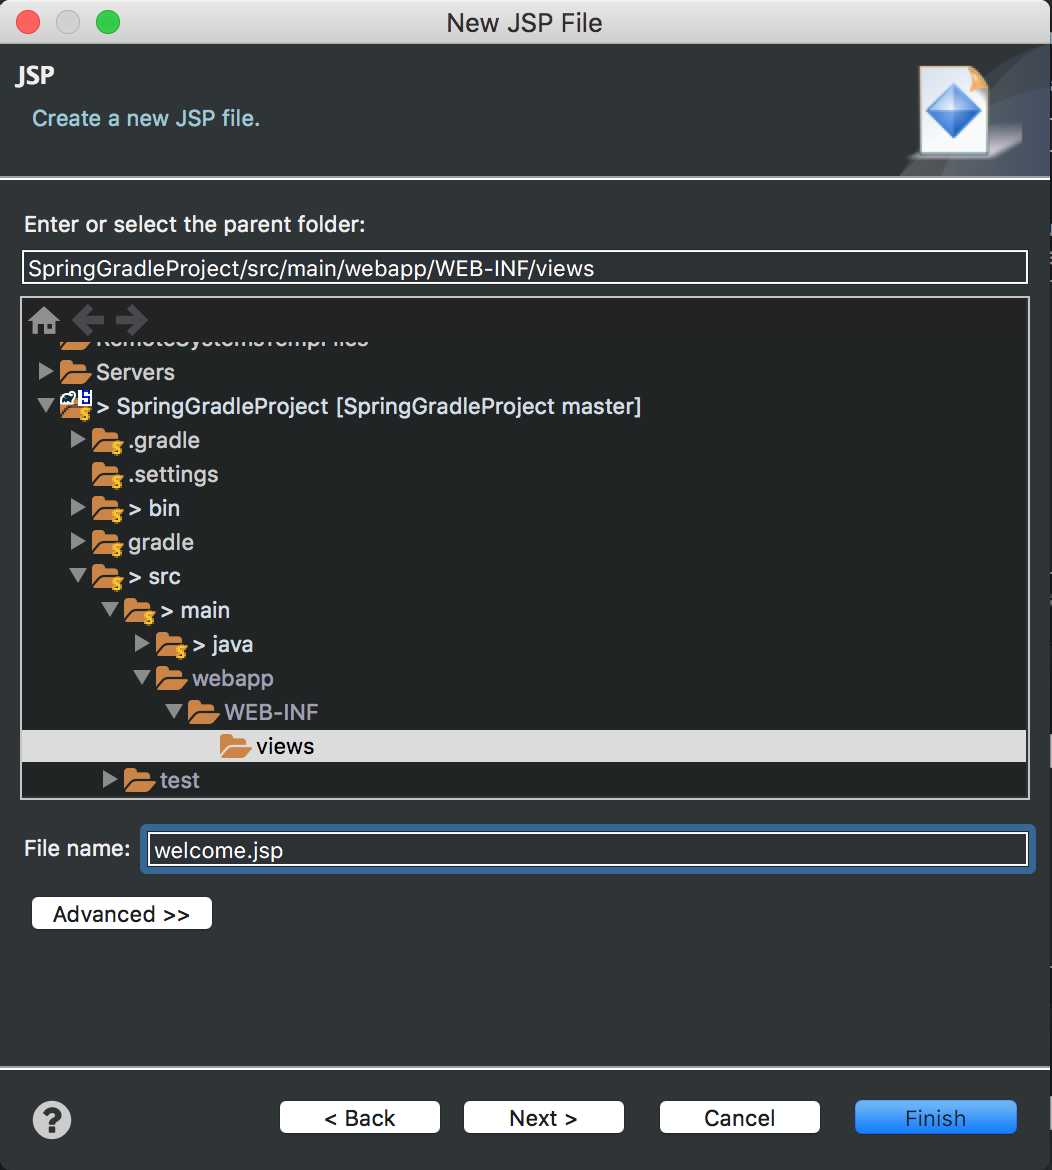 New JSP File
JSP
Create a new JSP file.
Enter or select the parent folder:
SpringGradleProject/src/main/webapp/WEB-INF/views
RemoteSystemsTempFiles
Servers
> SpringGradleProject [SpringGradleProject master]
.gradle
.settings
> bin
gradle
> src
> main
> java
webapp
WEB-INF
views
test
File name: welcome.jsp
Advanced >>
? < Back Next > Cancel Finish